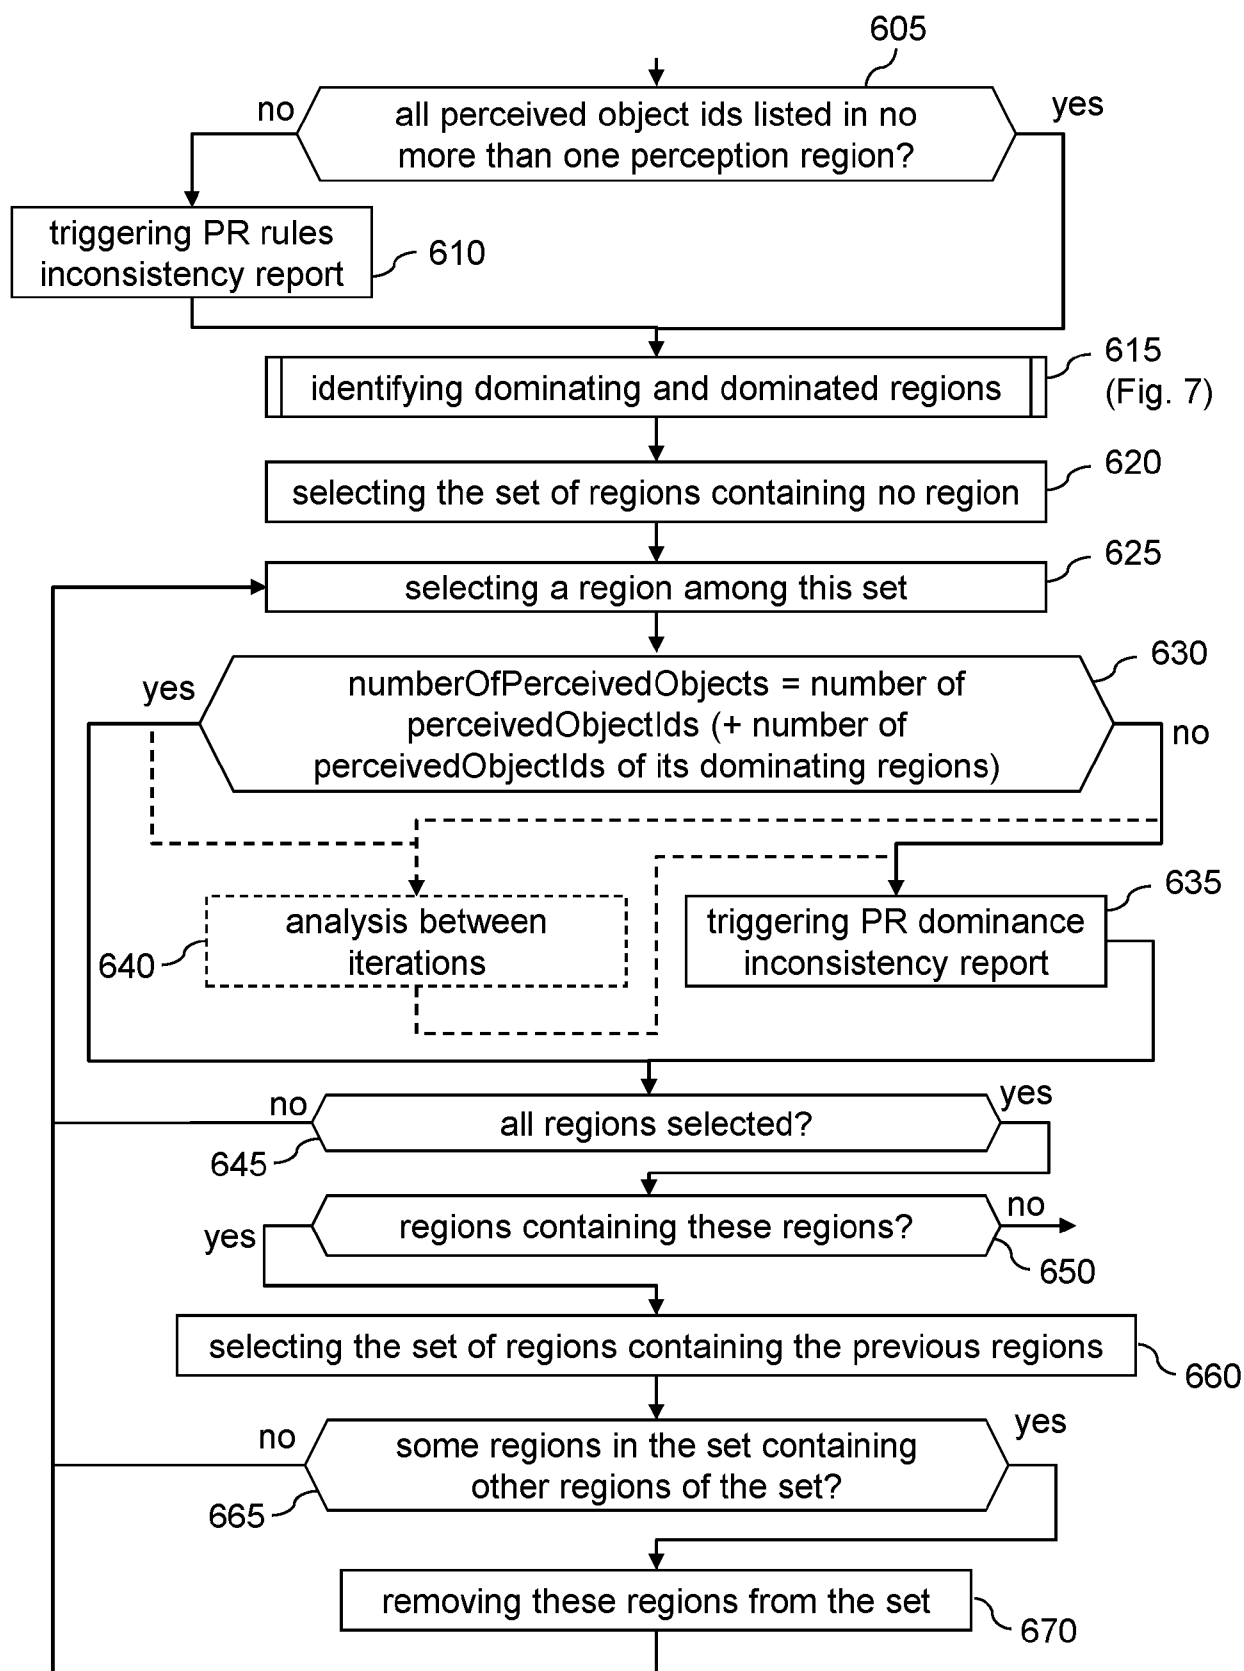 605
no
all perceived object ids listed in no
more than one perception region?
yes
triggering PR rules
inconsistency report
610
identifying dominating and dominated regions
615
(Fig. 7)
selecting the set of regions containing no region
620
selecting a region among this set
625
yes
numberOfPerceivedObjects = number of
perceivedObjectIds (+ number of
perceivedObjectIds of its dominating regions)
630
no
analysis between
iterations
640
triggering PR dominance
inconsistency report
635
no
all regions selected?
yes
645
yes
regions containing these regions?
no
650
selecting the set of regions containing the previous regions
660
no
some regions in the set containing
other regions of the set?
yes
665
removing these regions from the set
670